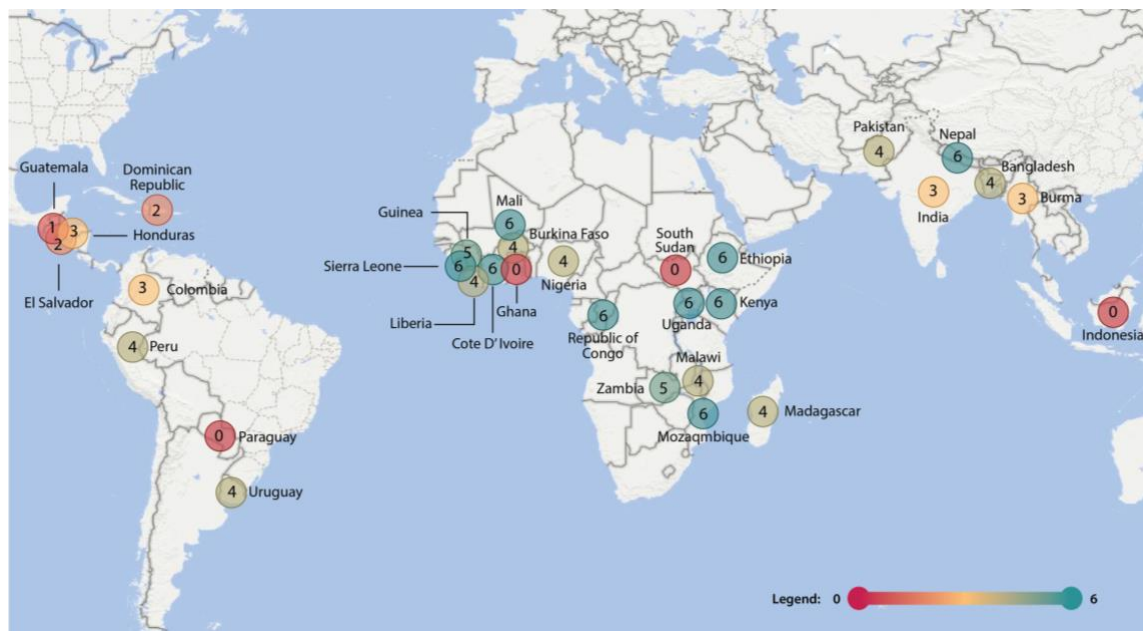 Guatemala
1
Dominican
Republic
2
3
Honduras
2
El Salvador
3
Colombia
4
Peru
0
Paraguay
4
Uruguay
Mali
6
Guinea
5
4
Burkina Faso
Sierra Leone
6
4
Liberia
6
Cote D'Ivoire
0
Ghana
4
Nigeria
South
Sudan
0
6
Ethiopia
6
Republic of
Congo
6
Uganda
6
Kenya
Malawi
4
Zambia
5
6
Mozaqmbique
4
Madagascar
Pakistan
4
Nepal
6
Bangladesh
4
3
India
3
Burma
0
Indonesia
Legend: 0 6